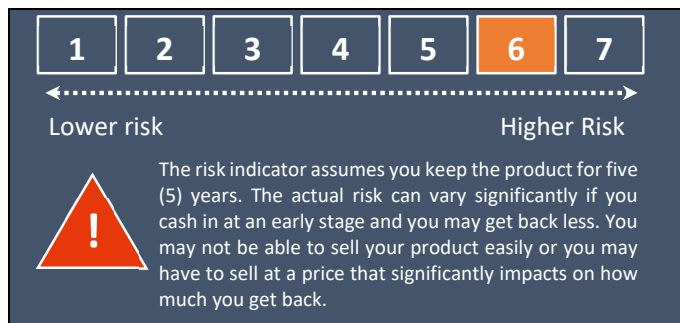 1 2 3 4 5 6 7
Lower risk Higher Risk
The risk indicator assumes you keep the product for five
(5) years. The actual risk can vary significantly if you
! cash in at an early stage and you may get back less. You
may not be able to sell your product easily or you may
have to sell at a price that significantly impacts on how
much you get back.